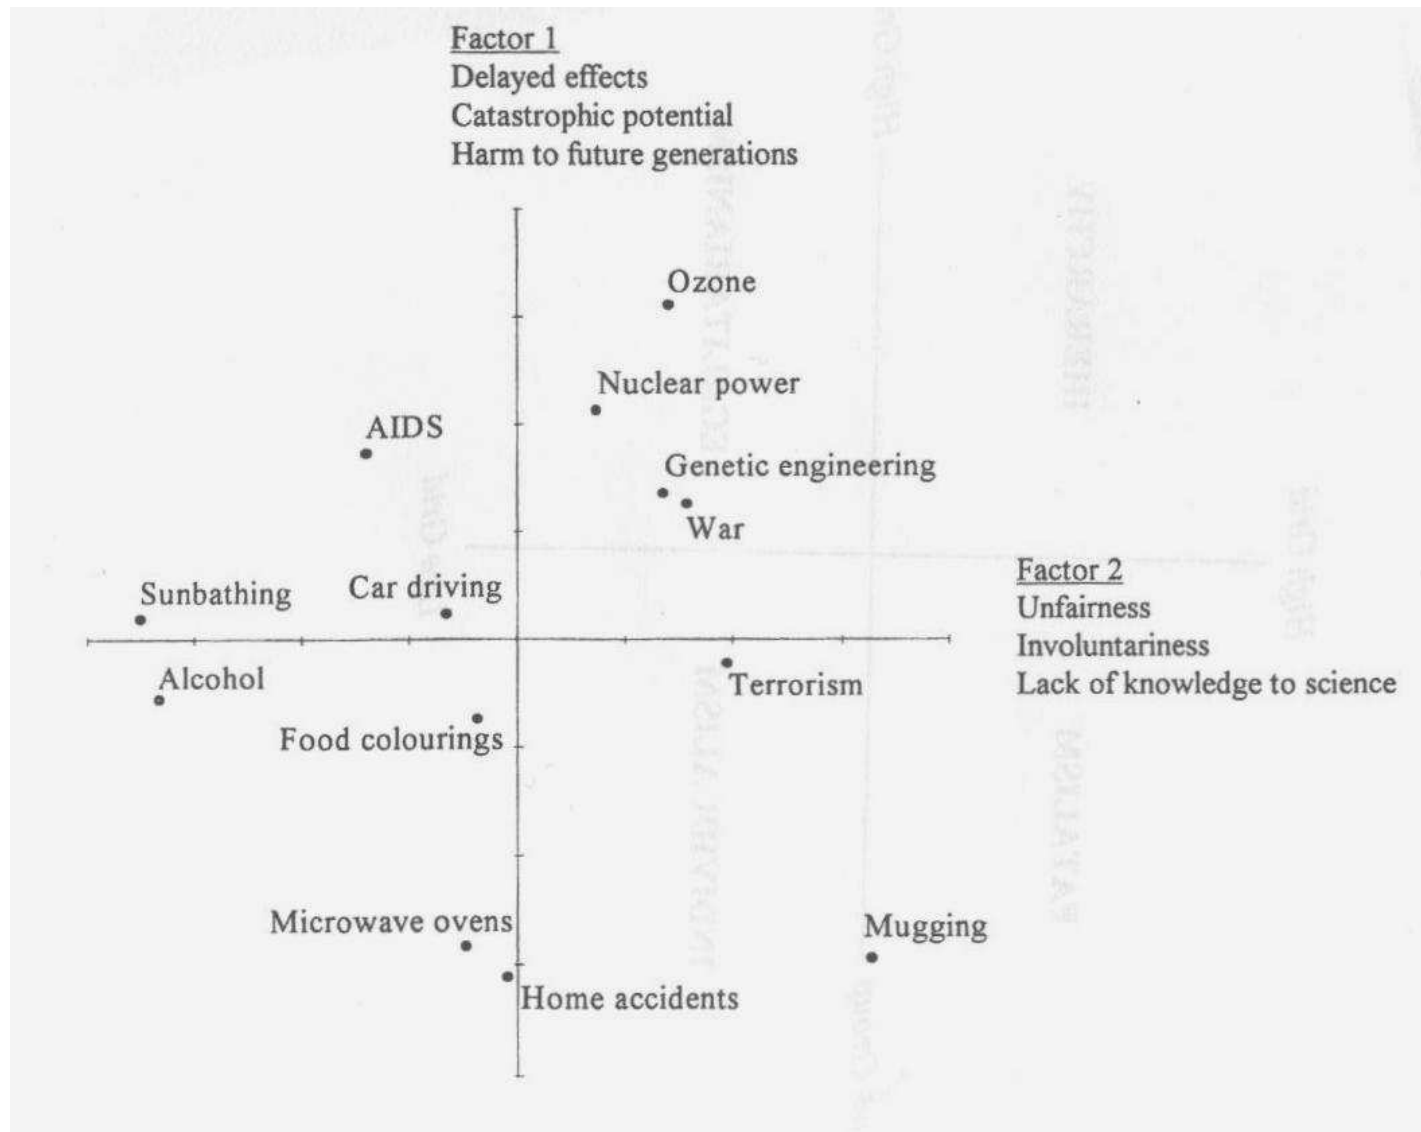 Factor 1
Delayed effects
Catastrophic potential
Harm to future generations
Ozone
Nuclear power
AIDS
Genetic engineering
War
Factor 2
Unfairness
Involuntariness
Lack of knowledge to science
Sunbathing
Car driving
Alcohol
Terrorism
Food colourings
Microwave ovens
Mugging
Home accidents